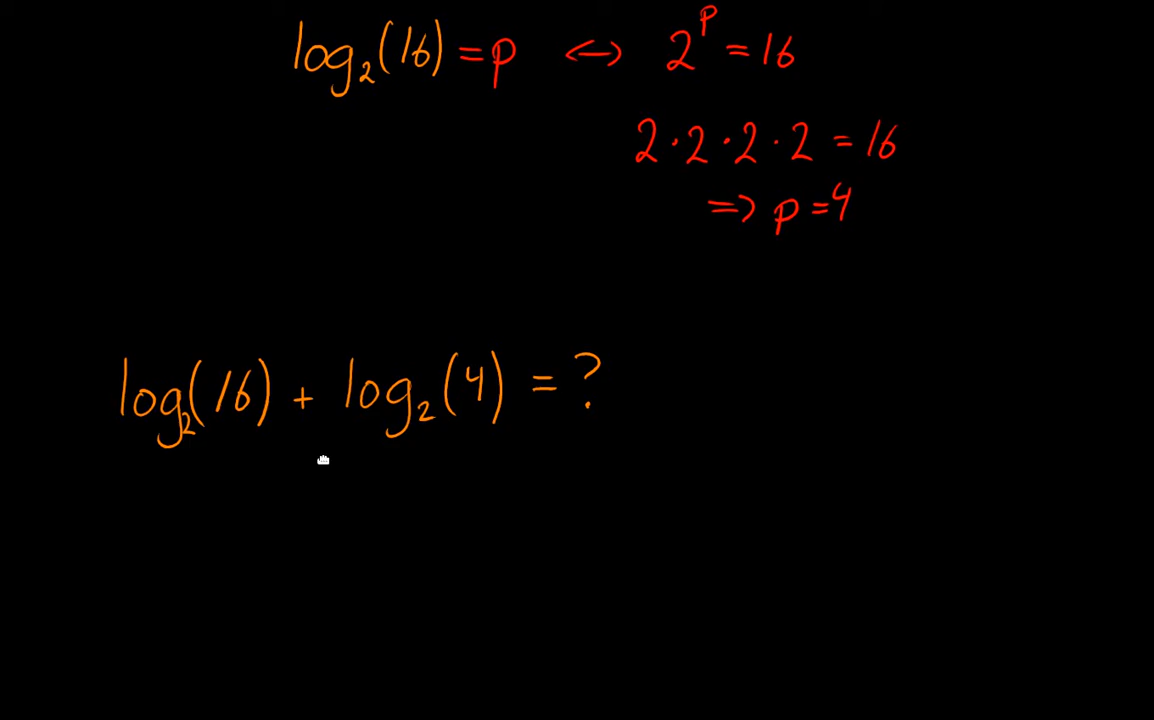 log₂(16) = p ↔ 2ᵖ = 16
2 · 2 · 2 · 2 = 16
⇒ p = 4
log₂(16) + log₂(4) = ?